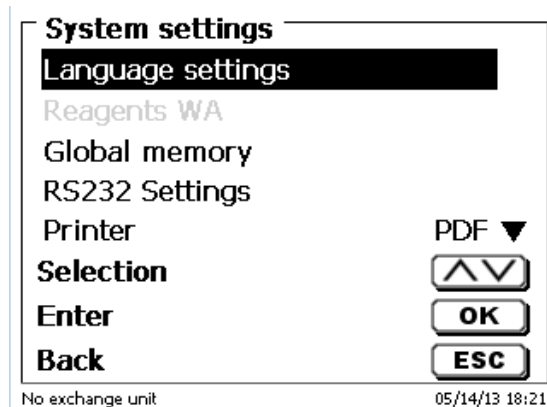 System settings
Language settings
Reagents WA
Global memory
RS232 Settings
Printer PDF ▼
Selection
Enter OK
Back ESC
No exchange unit 05/14/13 18:21